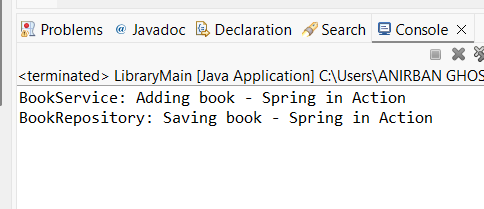 Problems @ Javadoc Declaration Search Console
<terminated> LibraryMain [Java Application] C:\Users\ANIRBAN GHOS
BookService: Adding book - Spring in Action
BookRepository: Saving book - Spring in Action